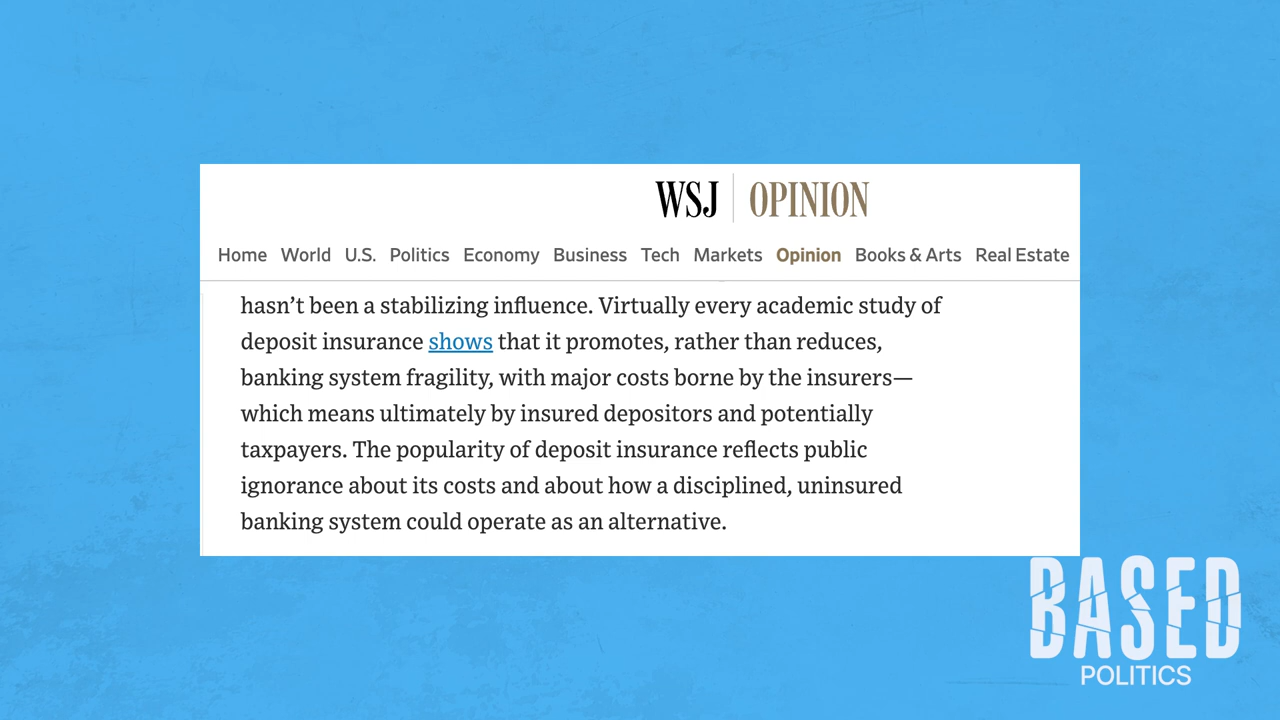 WSJ OPINION
Home World U.S. Politics Economy Business Tech Markets Opinion Books & Arts Real Estate
hasn’t been a stabilizing influence. Virtually every academic study of
deposit insurance shows that it promotes, rather than reduces,
banking system fragility, with major costs borne by the insurers—
which means ultimately by insured depositors and potentially
taxpayers. The popularity of deposit insurance reflects public
ignorance about its costs and about how a disciplined, uninsured
banking system could operate as an alternative.
BASED
POLITICS